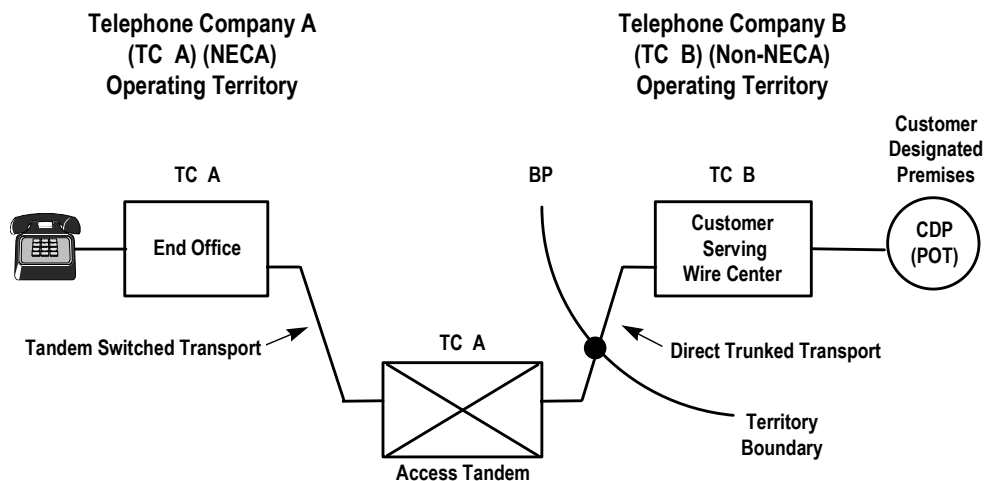 Telephone Company A
(TC A) (NECA)
Operating Territory
Telephone Company B
(TC B) (Non-NECA)
Operating Territory
Customer
Designated
Premises
TC A
BP
TC B
End Office
Customer
Serving
Wire Center
CDP
(POT)
Tandem Switched Transport
TC A
Direct Trunked Transport
Territory
Boundary
Access Tandem